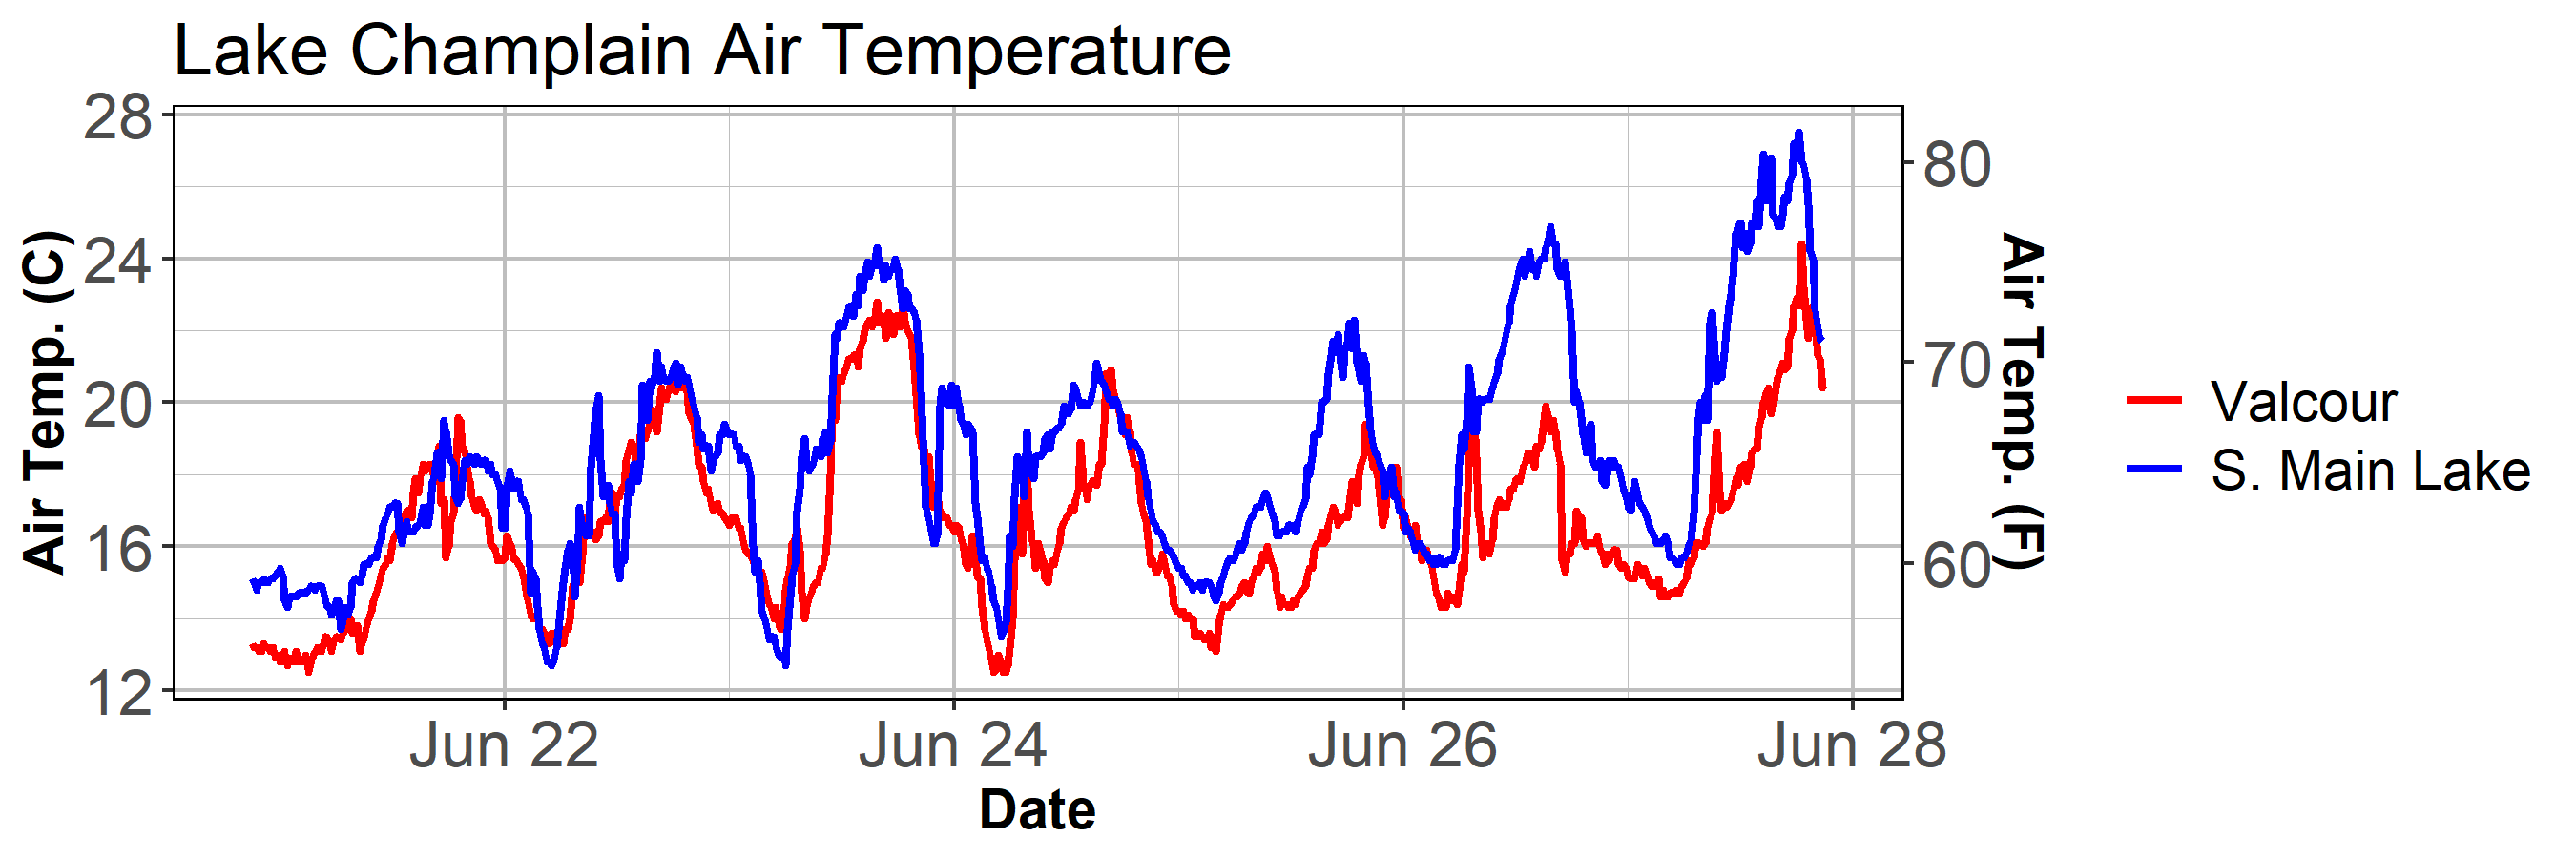 Lake Champlain Air Temperature
Air Temp. (C)
28
24
20
16
12
80
70
60
Air Temp. (F)
Jun 22
Jun 24
Jun 26
Jun 28
Date
Valcour
S. Main Lake